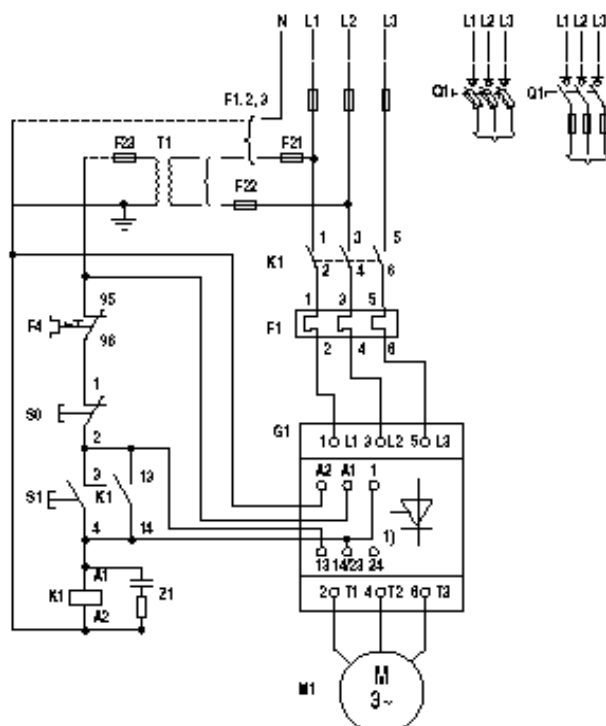 N L1 L2 L3
L1 L2 L3
L1 L2 L3
F1, 2, 3
Q1
Q1
F23 T1 F21
F22
1 3 5
K1
2 4 6
1 3 5
F1
2 4 6
95
F4
96
1
S0
2
G1
1 L1 3 L2 5 L3
A2 A1 1
3 K1 13
S1
4 14
1)
13 14/23 24
A1
K1 Z1
A2
2 T1 4 T2 6 T3
M1
M
3~